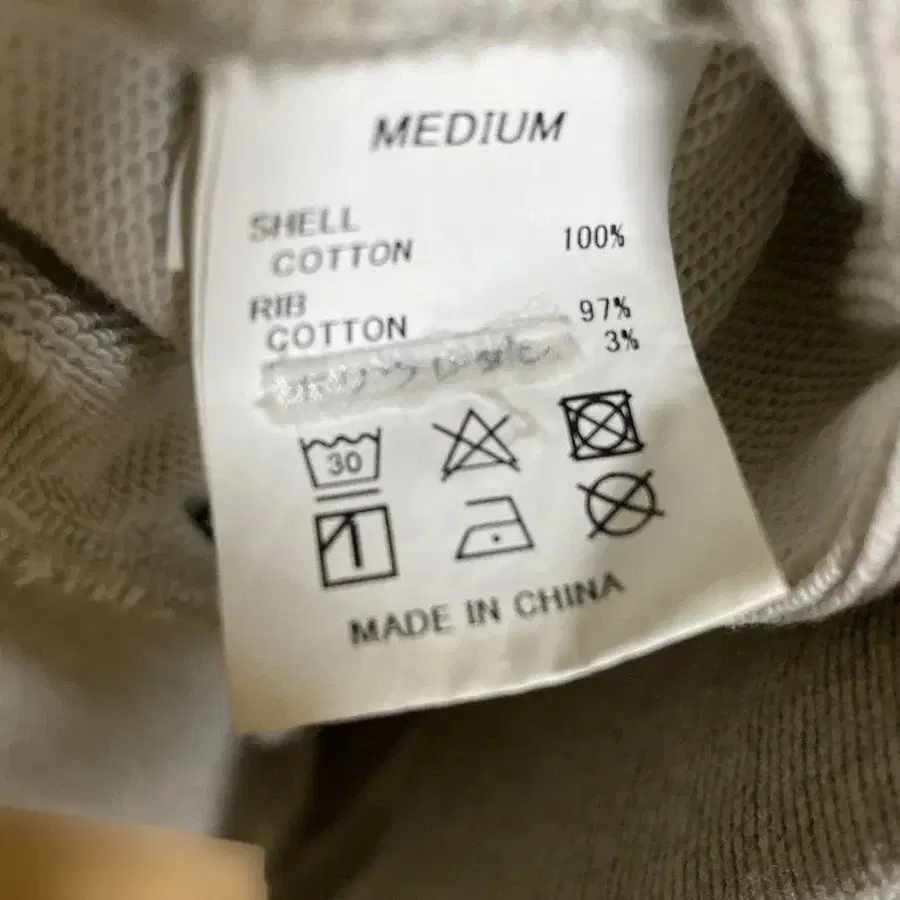 MEDIUM
SHELL
COTTON 100%
RIB
COTTON 97%
3%
30
MADE IN CHINA